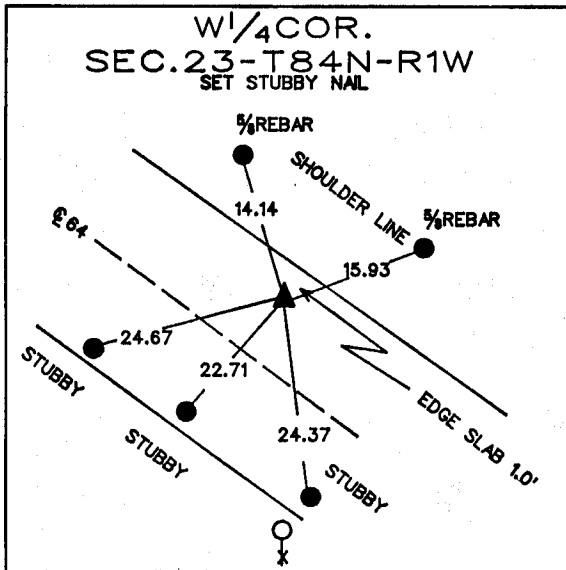 W1/4COR.
SEC.23-T84N-R1W
SET STUBBY NAIL
5/8REBAR
SHOULDER LINE
5/8REBAR
℄64
14.14
15.93
24.67
22.71
24.37
STUBBY
STUBBY
STUBBY
EDGE SLAB 1.0'